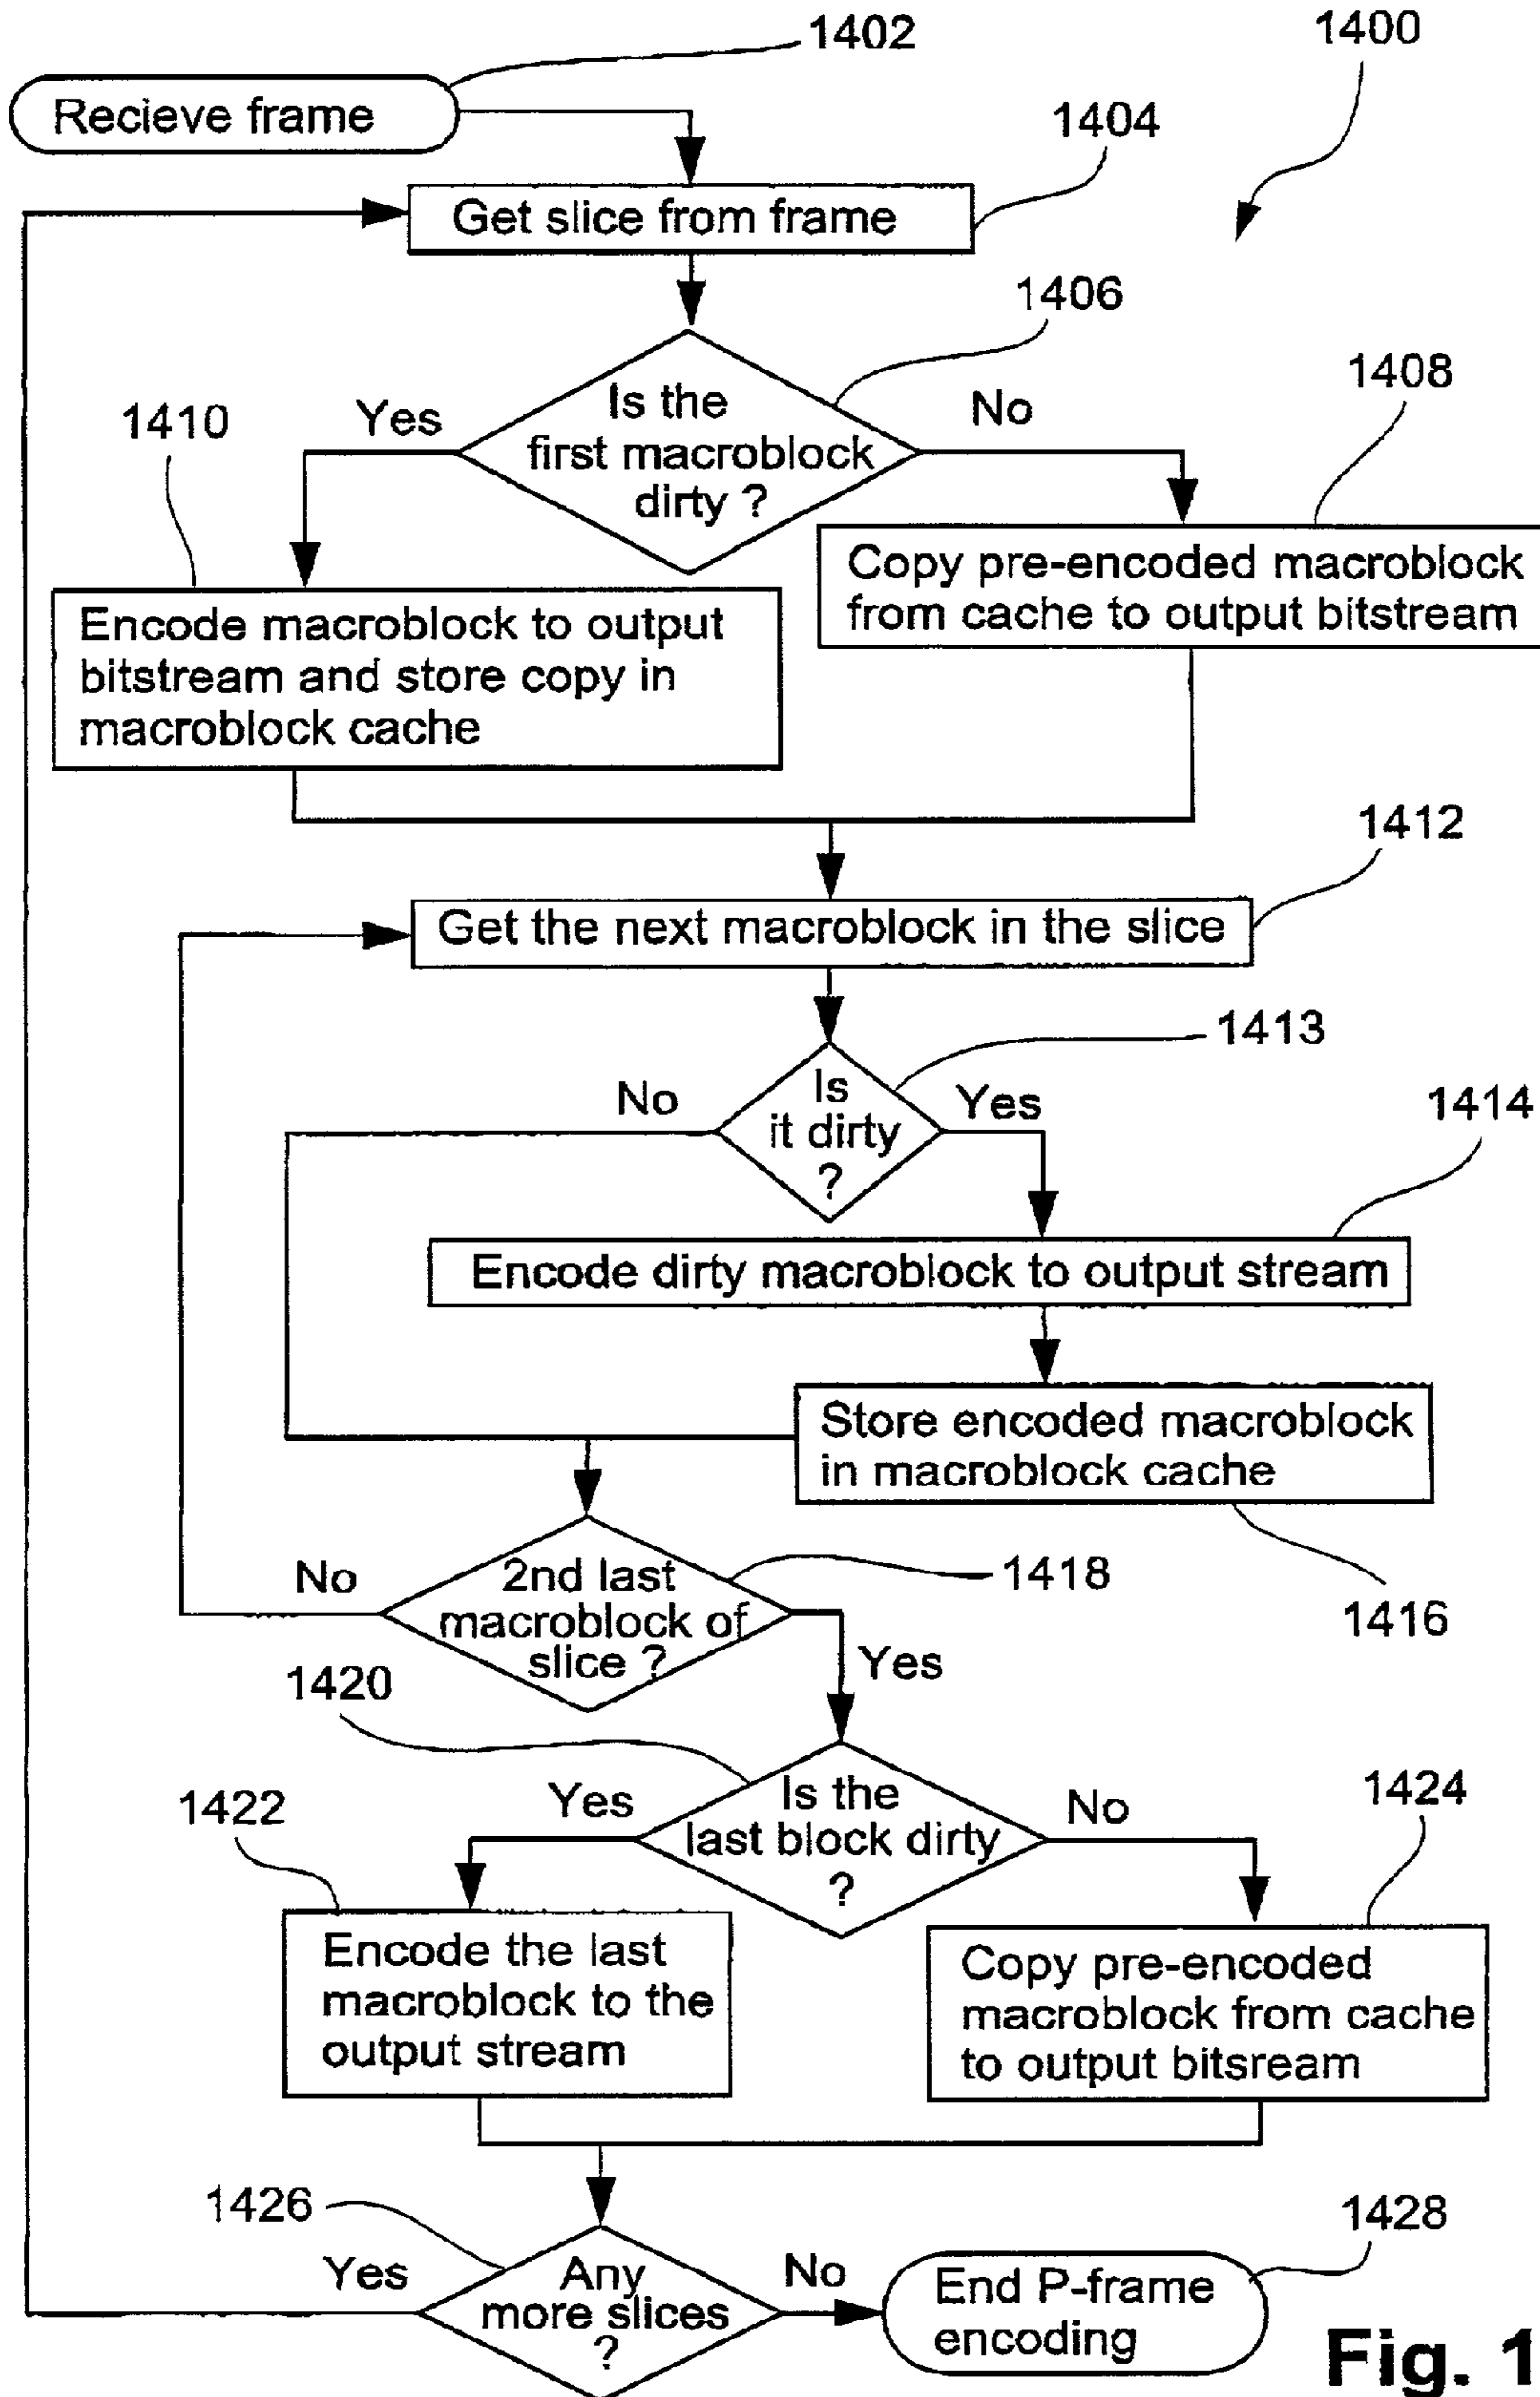 1402
1400
Recieve frame
1404
Get slice from frame
1406
1408
1410
Yes
Is the
first macroblock
dirty ?
No
Copy pre-encoded macroblock
from cache to output bitstream
Encode macroblock to output
bitstream and store copy in
macroblock cache
1412
Get the next macroblock in the slice
1413
No
Is
it dirty
?
Yes
1414
Encode dirty macroblock to output stream
Store encoded macroblock
in macroblock cache
1416
No
2nd last
macroblock of
slice ?
1418
Yes
1420
1422
Yes
Is the
last block dirty
?
No
1424
Encode the last
macroblock to the
output stream
Copy pre-encoded
macroblock from cache
to output bitsream
1426
1428
Yes
Any
more slices
?
No
End P-frame
encoding
Fig. 1